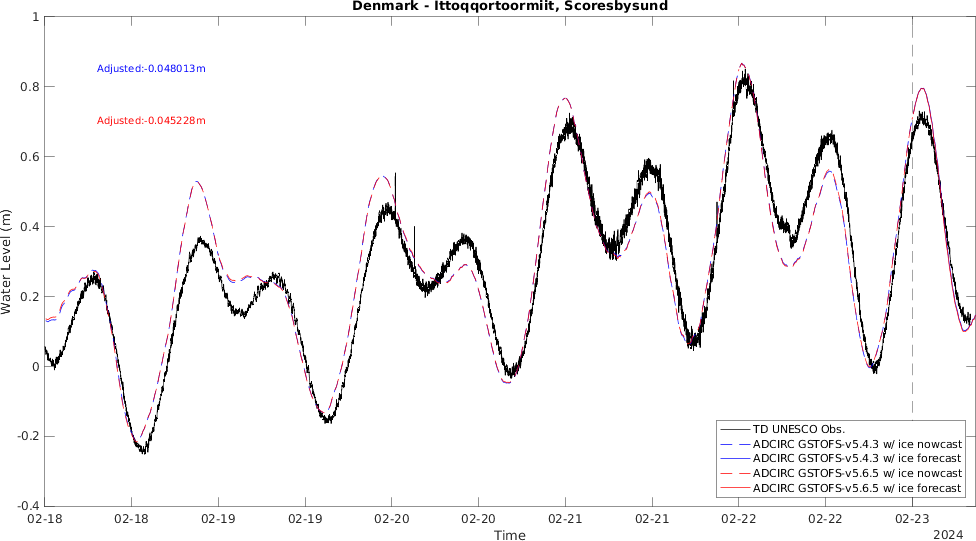 Denmark - Ittoqqortoormiit, Scoresbysund
Adjusted:-0.048013m
Adjusted:-0.045228m
Water Level (m)
1
0.8
0.6
0.4
0.2
0
-0.2
-0.4
TD UNESCO Obs.
ADCIRC GSTOFS-v5.4.3 w/ ice nowcast
ADCIRC GSTOFS-v5.4.3 w/ ice forecast
ADCIRC GSTOFS-v5.6.5 w/ ice nowcast
ADCIRC GSTOFS-v5.6.5 w/ ice forecast
02-18 02-18 02-19 02-19 02-20 02-20 02-21 02-21 02-22 02-22 02-23
Time
2024